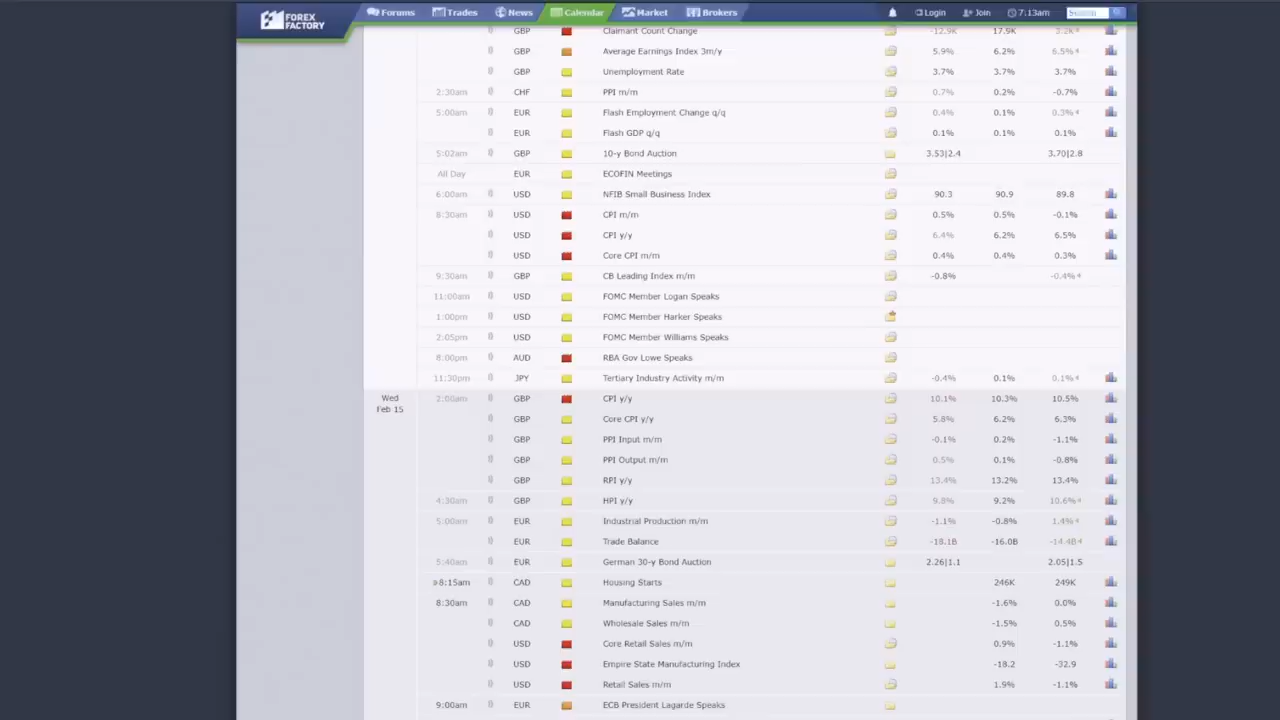 FOREX FACTORY
Forums Trades News Calendar Market Brokers Login Join 7:13am Search
GBP Claimant Count Change -12.9K 17.9K 2.2K
GBP Average Earnings Index 3m/y 5.9% 6.2% 6.5%
GBP Unemployment Rate 3.7% 3.7% 3.7%
2:30am CHF PPI m/m 0.7% 0.2% -0.7%
5:00am EUR Flash Employment Change q/q 0.4% 0.1% 0.3%
EUR Flash GDP q/q 0.1% 0.1% 0.1%
5:02am GBP 10-y Bond Auction 3.53|2.4 3.70|2.8
All Day EUR ECOFIN Meetings
6:00am USD NFIB Small Business Index 90.3 90.9 89.8
8:30am USD CPI m/m 0.5% 0.5% -0.1%
USD CPI y/y 6.4% 6.2% 6.5%
USD Core CPI m/m 0.4% 0.4% 0.3%
9:30am GBP CB Leading Index m/m -0.8% -0.4%
11:00am USD FOMC Member Logan Speaks
1:00pm USD FOMC Member Harker Speaks
2:05pm USD FOMC Member Williams Speaks
8:00pm AUD RBA Gov Lowe Speaks
11:30pm JPY Tertiary Industry Activity m/m -0.4% 0.1% 0.1%
Wed Feb 15 2:00am GBP CPI y/y 10.1% 10.3% 10.5%
GBP Core CPI y/y 5.8% 6.2% 6.3%
GBP PPI Input m/m -0.1% 0.2% -1.1%
GBP PPI Output m/m 0.5% 0.1% -0.8%
GBP RPI y/y 13.4% 13.2% 13.4%
4:30am GBP HPI y/y 9.8% 9.2% 10.6%
5:00am EUR Industrial Production m/m -1.1% -0.8% 1.4%
EUR Trade Balance -18.1B -16.0B -14.4B
5:40am EUR German 30-y Bond Auction 2.26|1.1 2.05|1.5
8:15am CAD Housing Starts 246K 249K
8:30am CAD Manufacturing Sales m/m -1.6% 0.0%
CAD Wholesale Sales m/m -1.5% 0.5%
USD Core Retail Sales m/m 0.9% -1.1%
USD Empire State Manufacturing Index -18.2 -32.9
USD Retail Sales m/m 1.9% -1.1%
9:00am EUR ECB President Lagarde Speaks